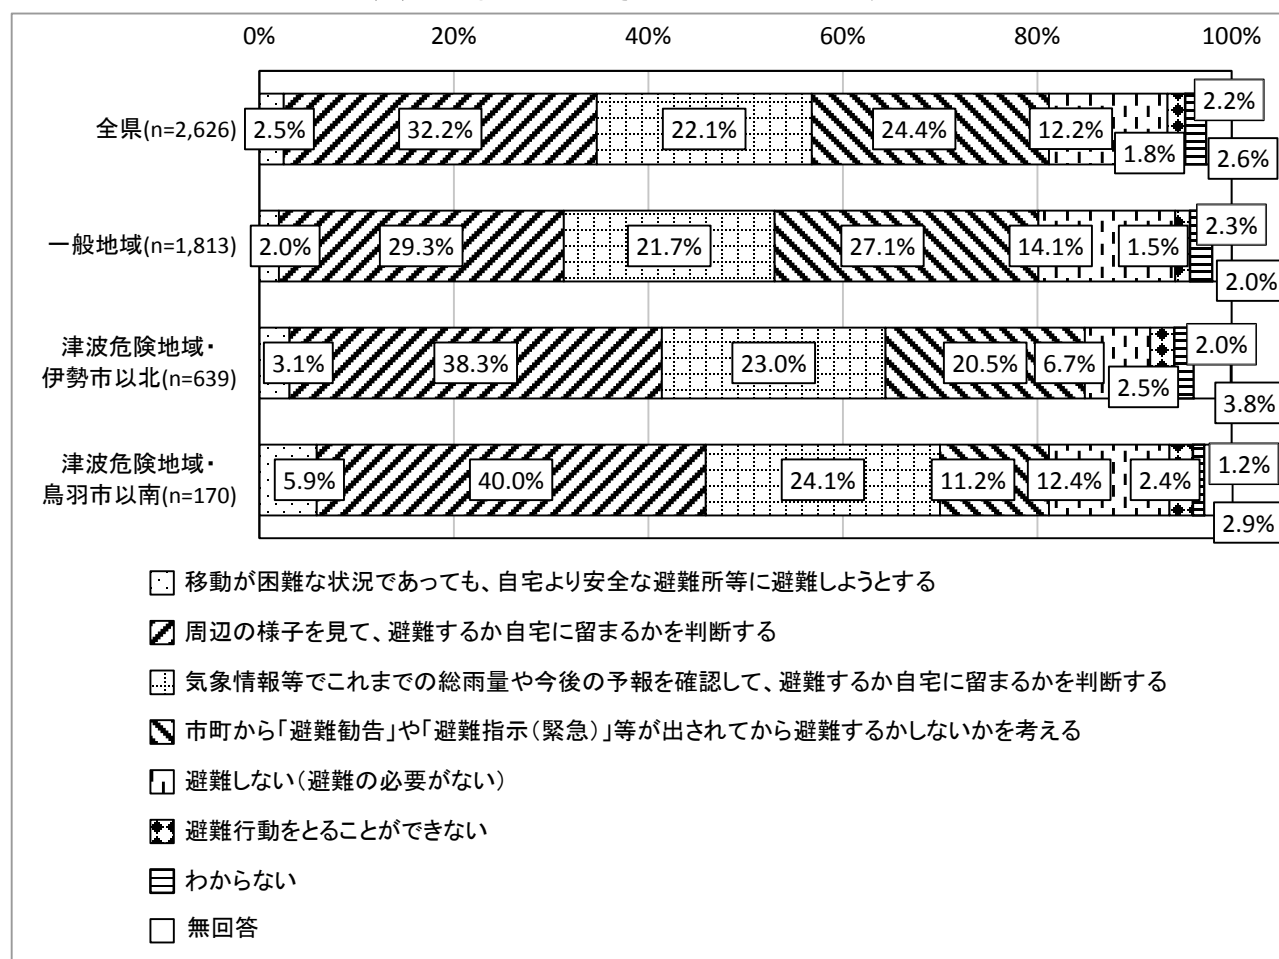 0% 20% 40% 60% 80% 100%
全県(n=2,626) 2.5% 32.2% 22.1% 24.4% 12.2% 1.8% 2.2% 2.6%
一般地域(n=1,813) 2.0% 29.3% 21.7% 27.1% 14.1% 1.5% 2.3% 2.0%
津波危険地域・
伊勢市以北(n=639) 3.1% 38.3% 23.0% 20.5% 6.7% 2.5% 2.0% 3.8%
津波危険地域・
鳥羽市以南(n=170) 5.9% 40.0% 24.1% 11.2% 12.4% 2.4% 1.2% 2.9%
移動が困難な状況であっても、自宅より安全な避難所等に避難しようとする
周辺の様子を見て、避難するか自宅に留まるかを判断する
気象情報等でこれまでの総雨量や今後の予報を確認して、避難するか自宅に留まるかを判断する
市町から「避難勧告」や「避難指示(緊急)」等が出されてから避難するかしないかを考える
避難しない(避難の必要がない)
避難行動をとることができない
わからない
無回答